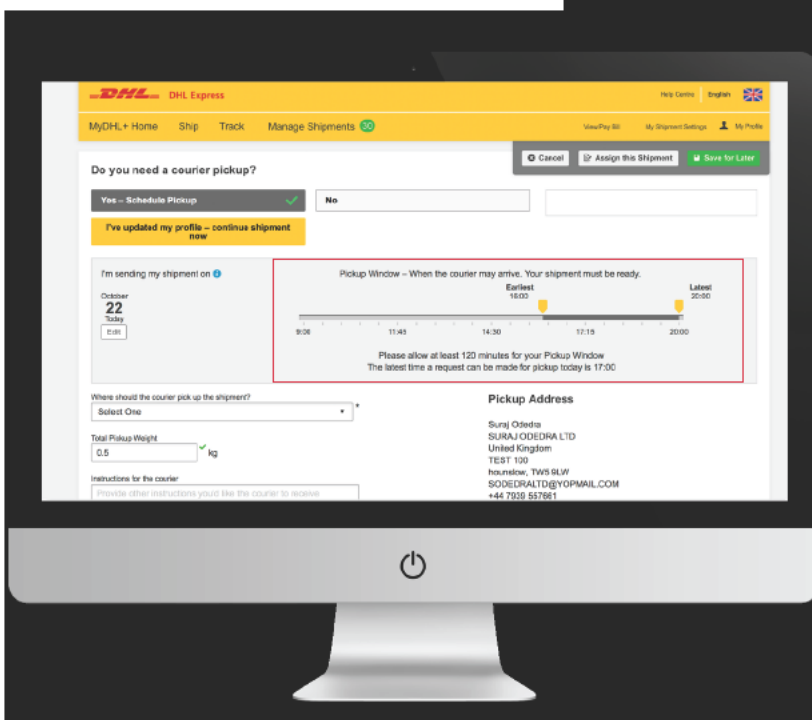 DHL DHL Express
Help Centre English
MyDHL+ Home Ship Track Manage Shipments 30 View/Pay Bill My Shipment Settings My Profile
Cancel Assign this Shipment Save for Later
Do you need a courier pickup?
Yes – Schedule Pickup No
I've updated my profile – continue shipment
now
I'm sending my shipment on
October
22
Today
Edit
Pickup Window – When the courier may arrive. Your shipment must be ready.
Earliest Latest
16:00 20:00
9:00 11:45 14:30 17:15 20:00
Please allow at least 120 minutes for your Pickup Window
The latest time a request can be made for pickup today is 17:00
Where should the courier pick up the shipment?
Select One *
Total Pickup Weight
0.5 kg
Instructions for the courier
Provide other instructions you'd like the courier to receive
Pickup Address
Suraj Odedra
SURAJ ODEDRA LTD
United Kingdom
TEST 100
hounslow, TW5 9LW
SODEDRALTD@YOPMAIL.COM
+44 7939 557661